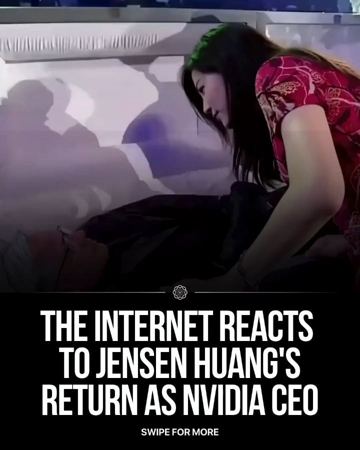 THE INTERNET REACTS
TO JENSEN HUANG'S
RETURN AS NVIDIA CEO
SWIPE FOR MORE